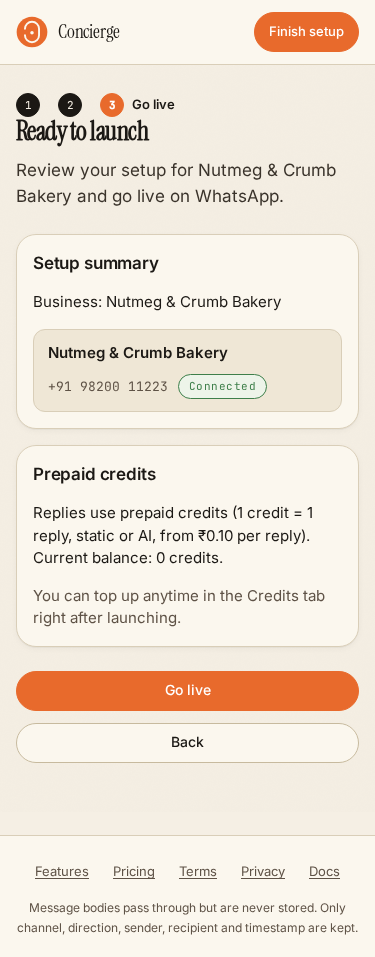 Concierge
Finish setup
1 2 3 Go live
Ready to launch
Review your setup for Nutmeg & Crumb
Bakery and go live on WhatsApp.
Setup summary
Business: Nutmeg & Crumb Bakery
Nutmeg & Crumb Bakery
+91 98200 11223 Connected
Prepaid credits
Replies use prepaid credits (1 credit = 1
reply, static or AI, from ₹0.10 per reply).
Current balance: 0 credits.
You can top up anytime in the Credits tab
right after launching.
Go live
Back
Features Pricing Terms Privacy Docs
Message bodies pass through but are never stored. Only
channel, direction, sender, recipient and timestamp are kept.